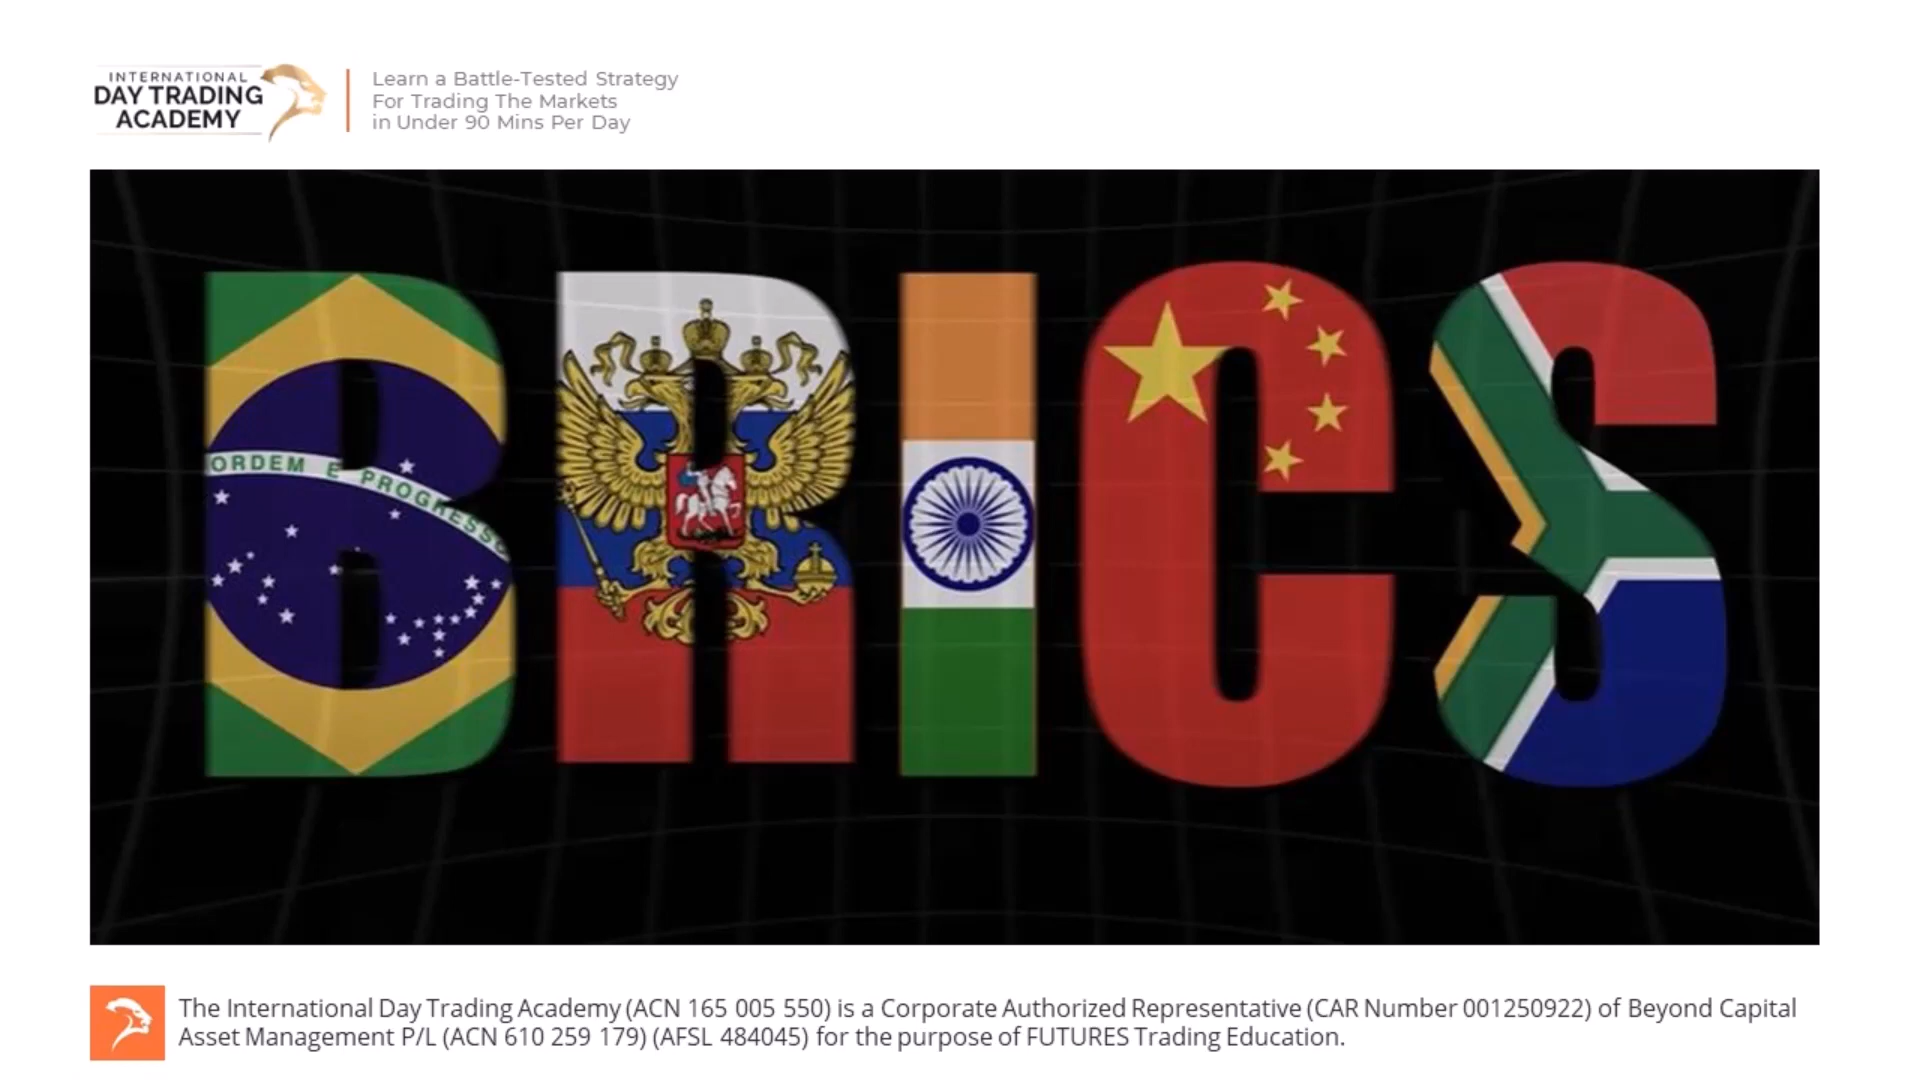 INTERNATIONAL
DAY TRADING
ACADEMY
Learn a Battle-Tested Strategy
For Trading The Markets
in Under 90 Mins Per Day
BRICS
ORDEM E PROGRESSO
The International Day Trading Academy (ACN 165 005 550) is a Corporate Authorized Representative (CAR Number 001250922) of Beyond Capital
Asset Management P/L (ACN 610 259 179) (AFSL 484045) for the purpose of FUTURES Trading Education.